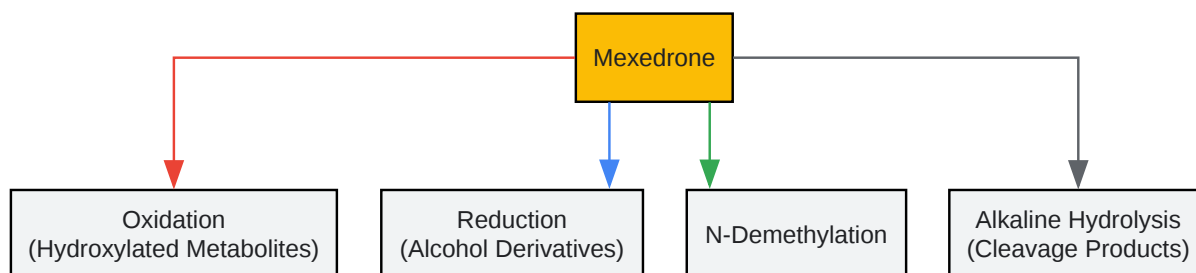 Mexedrone
Oxidation
(Hydroxylated Metabolites)
Reduction
(Alcohol Derivatives)
N-Demethylation
Alkaline Hydrolysis
(Cleavage Products)